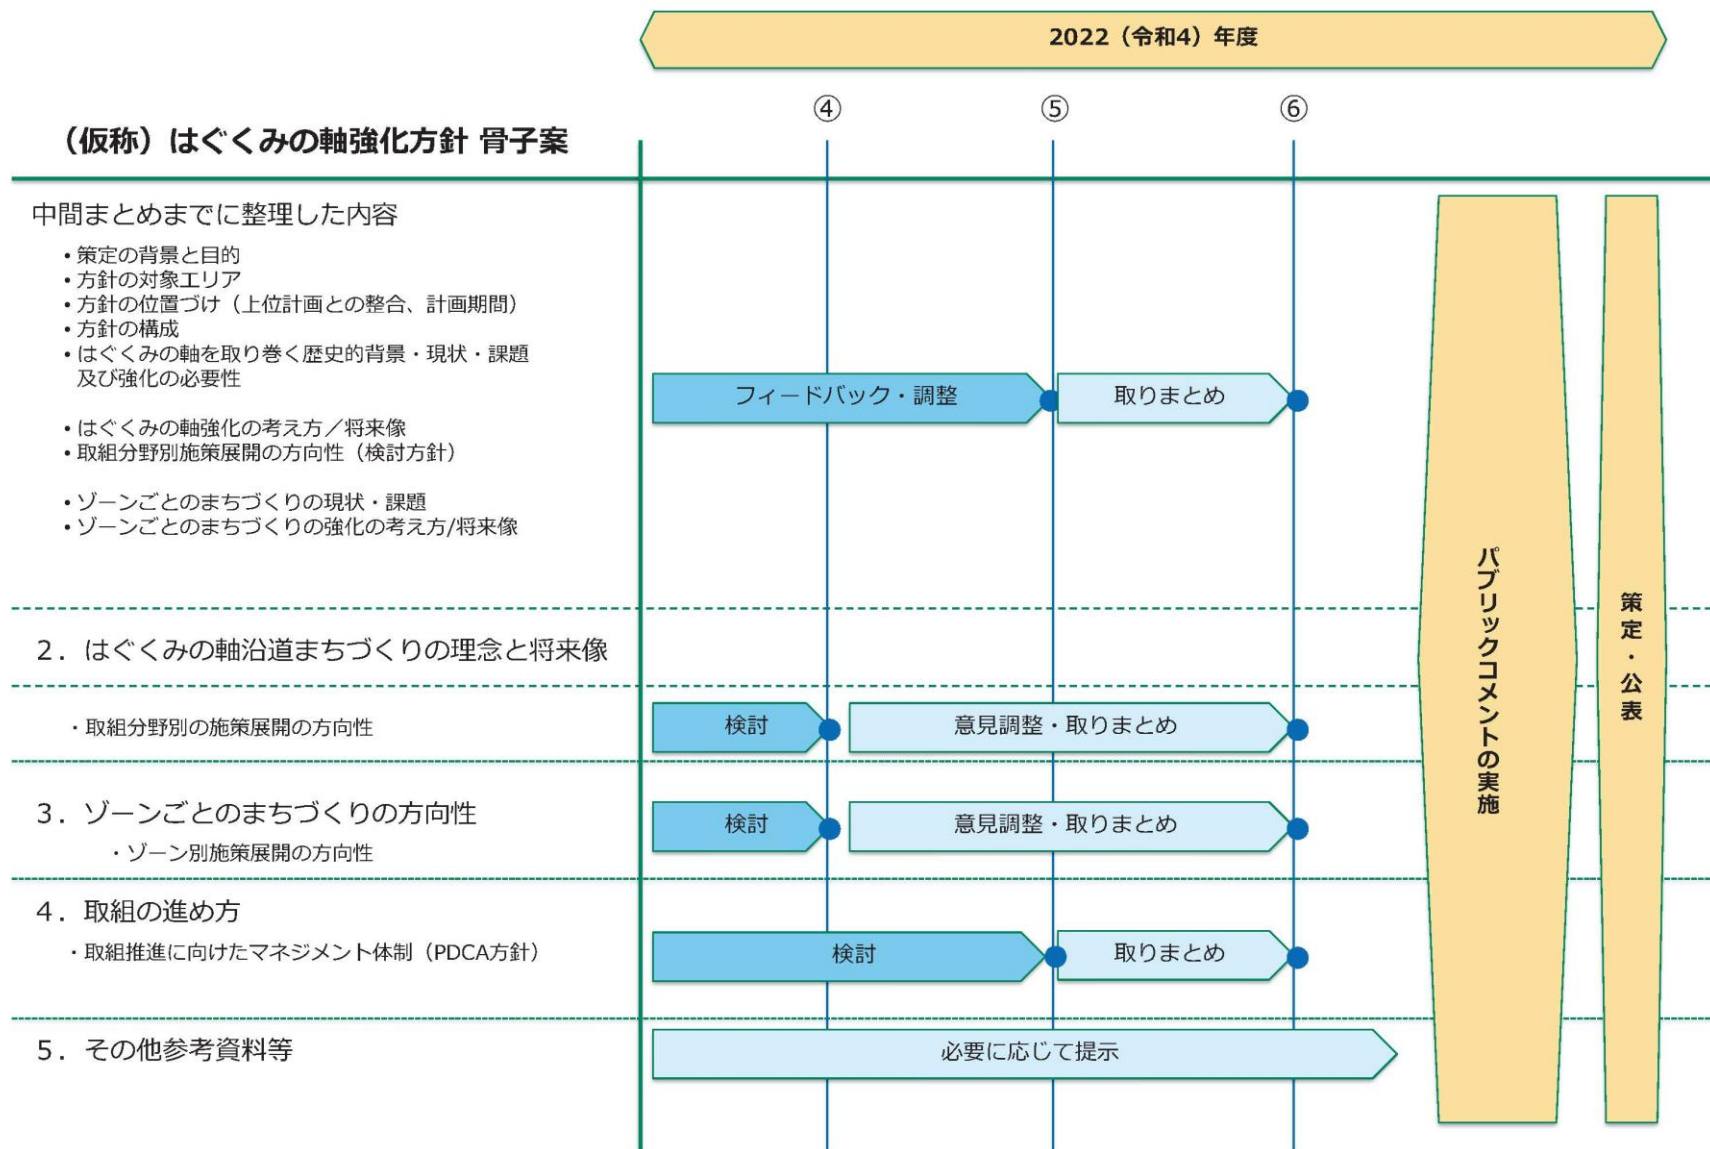 2022（令和4）年度
④
⑤
⑥
（仮称）はぐくみの軸強化方針 骨子案
中間まとめまでに整理した内容
• 策定の背景と目的
• 方針の対象エリア
• 方針の位置づけ（上位計画との整合、計画期間）
• 方針の構成
• はぐくみの軸を取り巻く歴史的背景・現状・課題
及び強化の必要性
• はぐくみの軸強化の考え方／将来像
• 取組分野別施策展開の方向性（検討方針）
• ゾーンごとのまちづくりの現状・課題
• ゾーンごとのまちづくりの強化の考え方/将来像
フィードバック・調整
取りまとめ
2．はぐくみの軸沿道まちづくりの理念と将来像
・取組分野別の施策展開の方向性
検討
意見調整・取りまとめ
3．ゾーンごとのまちづくりの方向性
・ゾーン別施策展開の方向性
検討
意見調整・取りまとめ
4．取組の進め方
・取組推進に向けたマネジメント体制（PDCA方針）
検討
取りまとめ
5．その他参考資料等
必要に応じて提示
パブリックコメントの実施
策定・公表